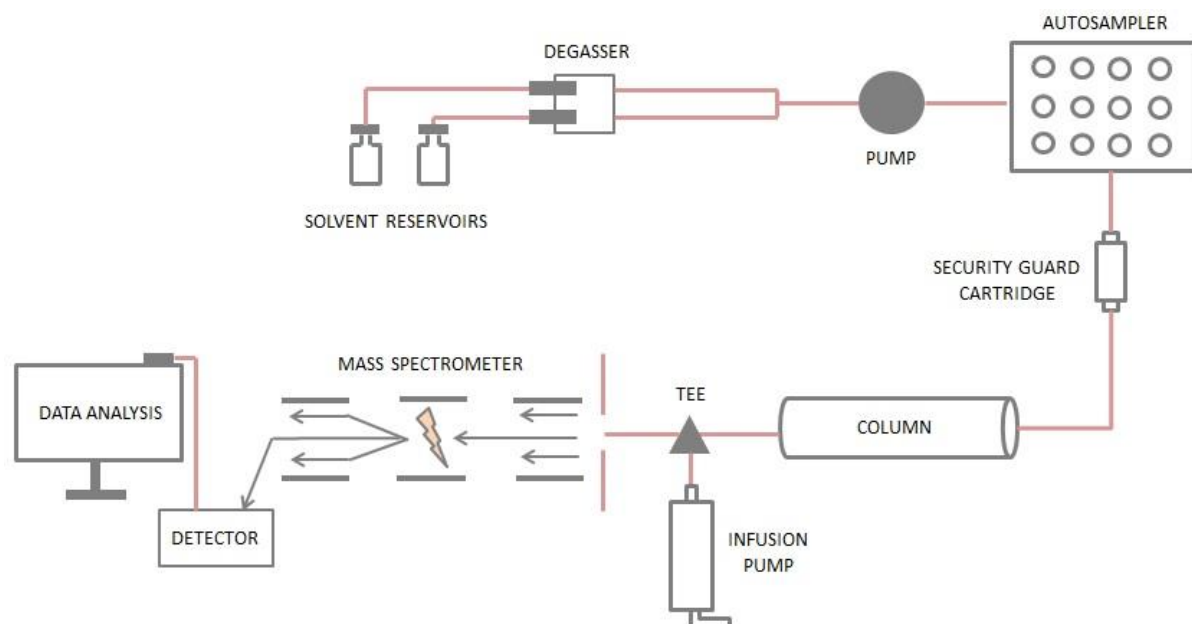 AUTOSAMPLER
DEGASSER
PUMP
SOLVENT RESERVOIRS
SECURITY GUARD
CARTRIDGE
MASS SPECTROMETER
TEE
DATA ANALYSIS
COLUMN
DETECTOR
INFUSION
PUMP